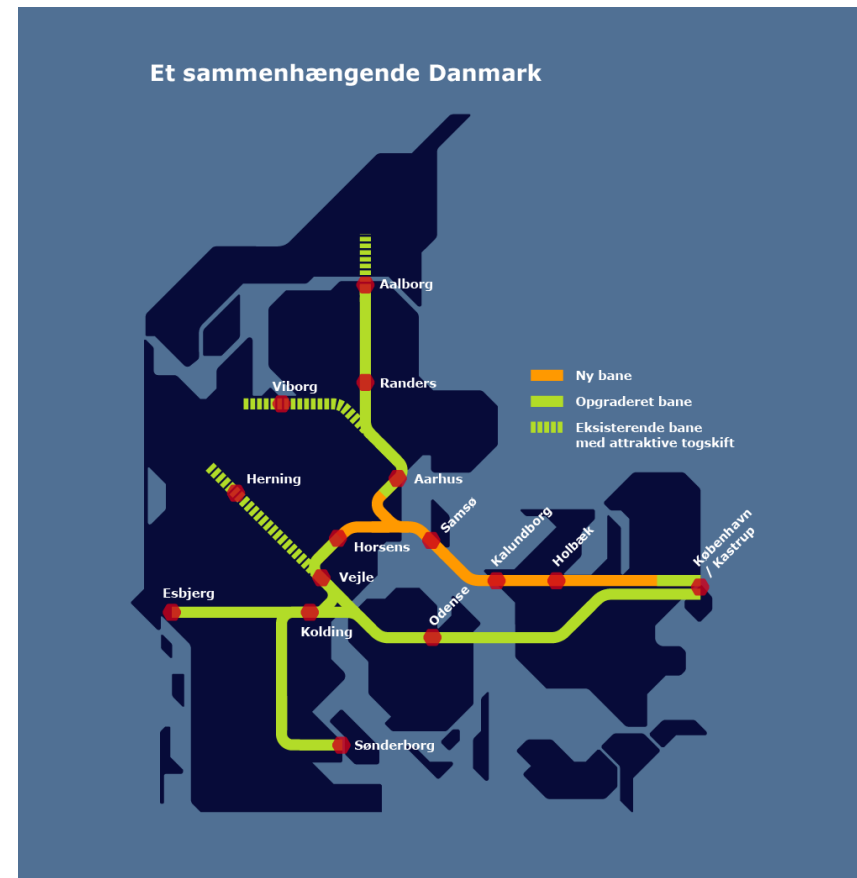 Et sammenhængende Danmark
Aalborg
Ny bane
Randers
Viborg
Opgraderet bane
Eksisterende bane
med attraktive togskift
Herning
Aarhus
Samsø
Kalundborg
Holbæk
København
/ Kastrup
Horsens
Vejle
Esbjerg
Odense
Kolding
Sønderborg